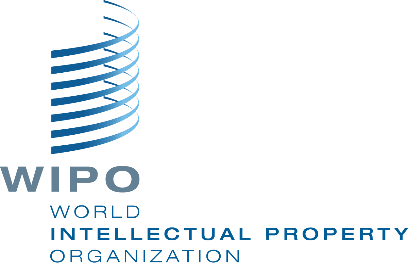 WIPO
WORLD
INTELLECTUAL PROPERTY
ORGANIZATION